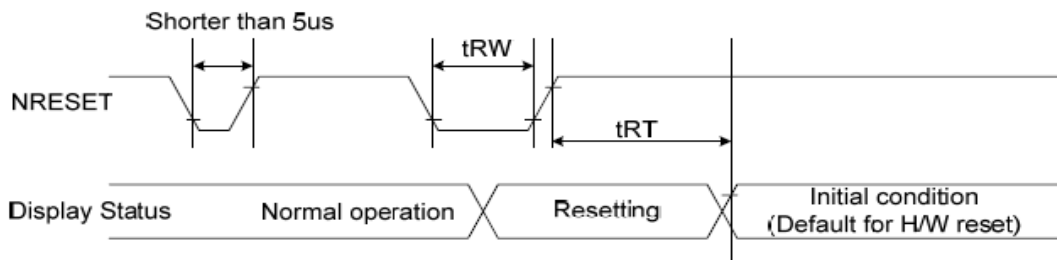 Shorter than 5us
tRW
NRESET
tRT
Display Status
Normal operation
Resetting
Initial condition
(Default for H/W reset)